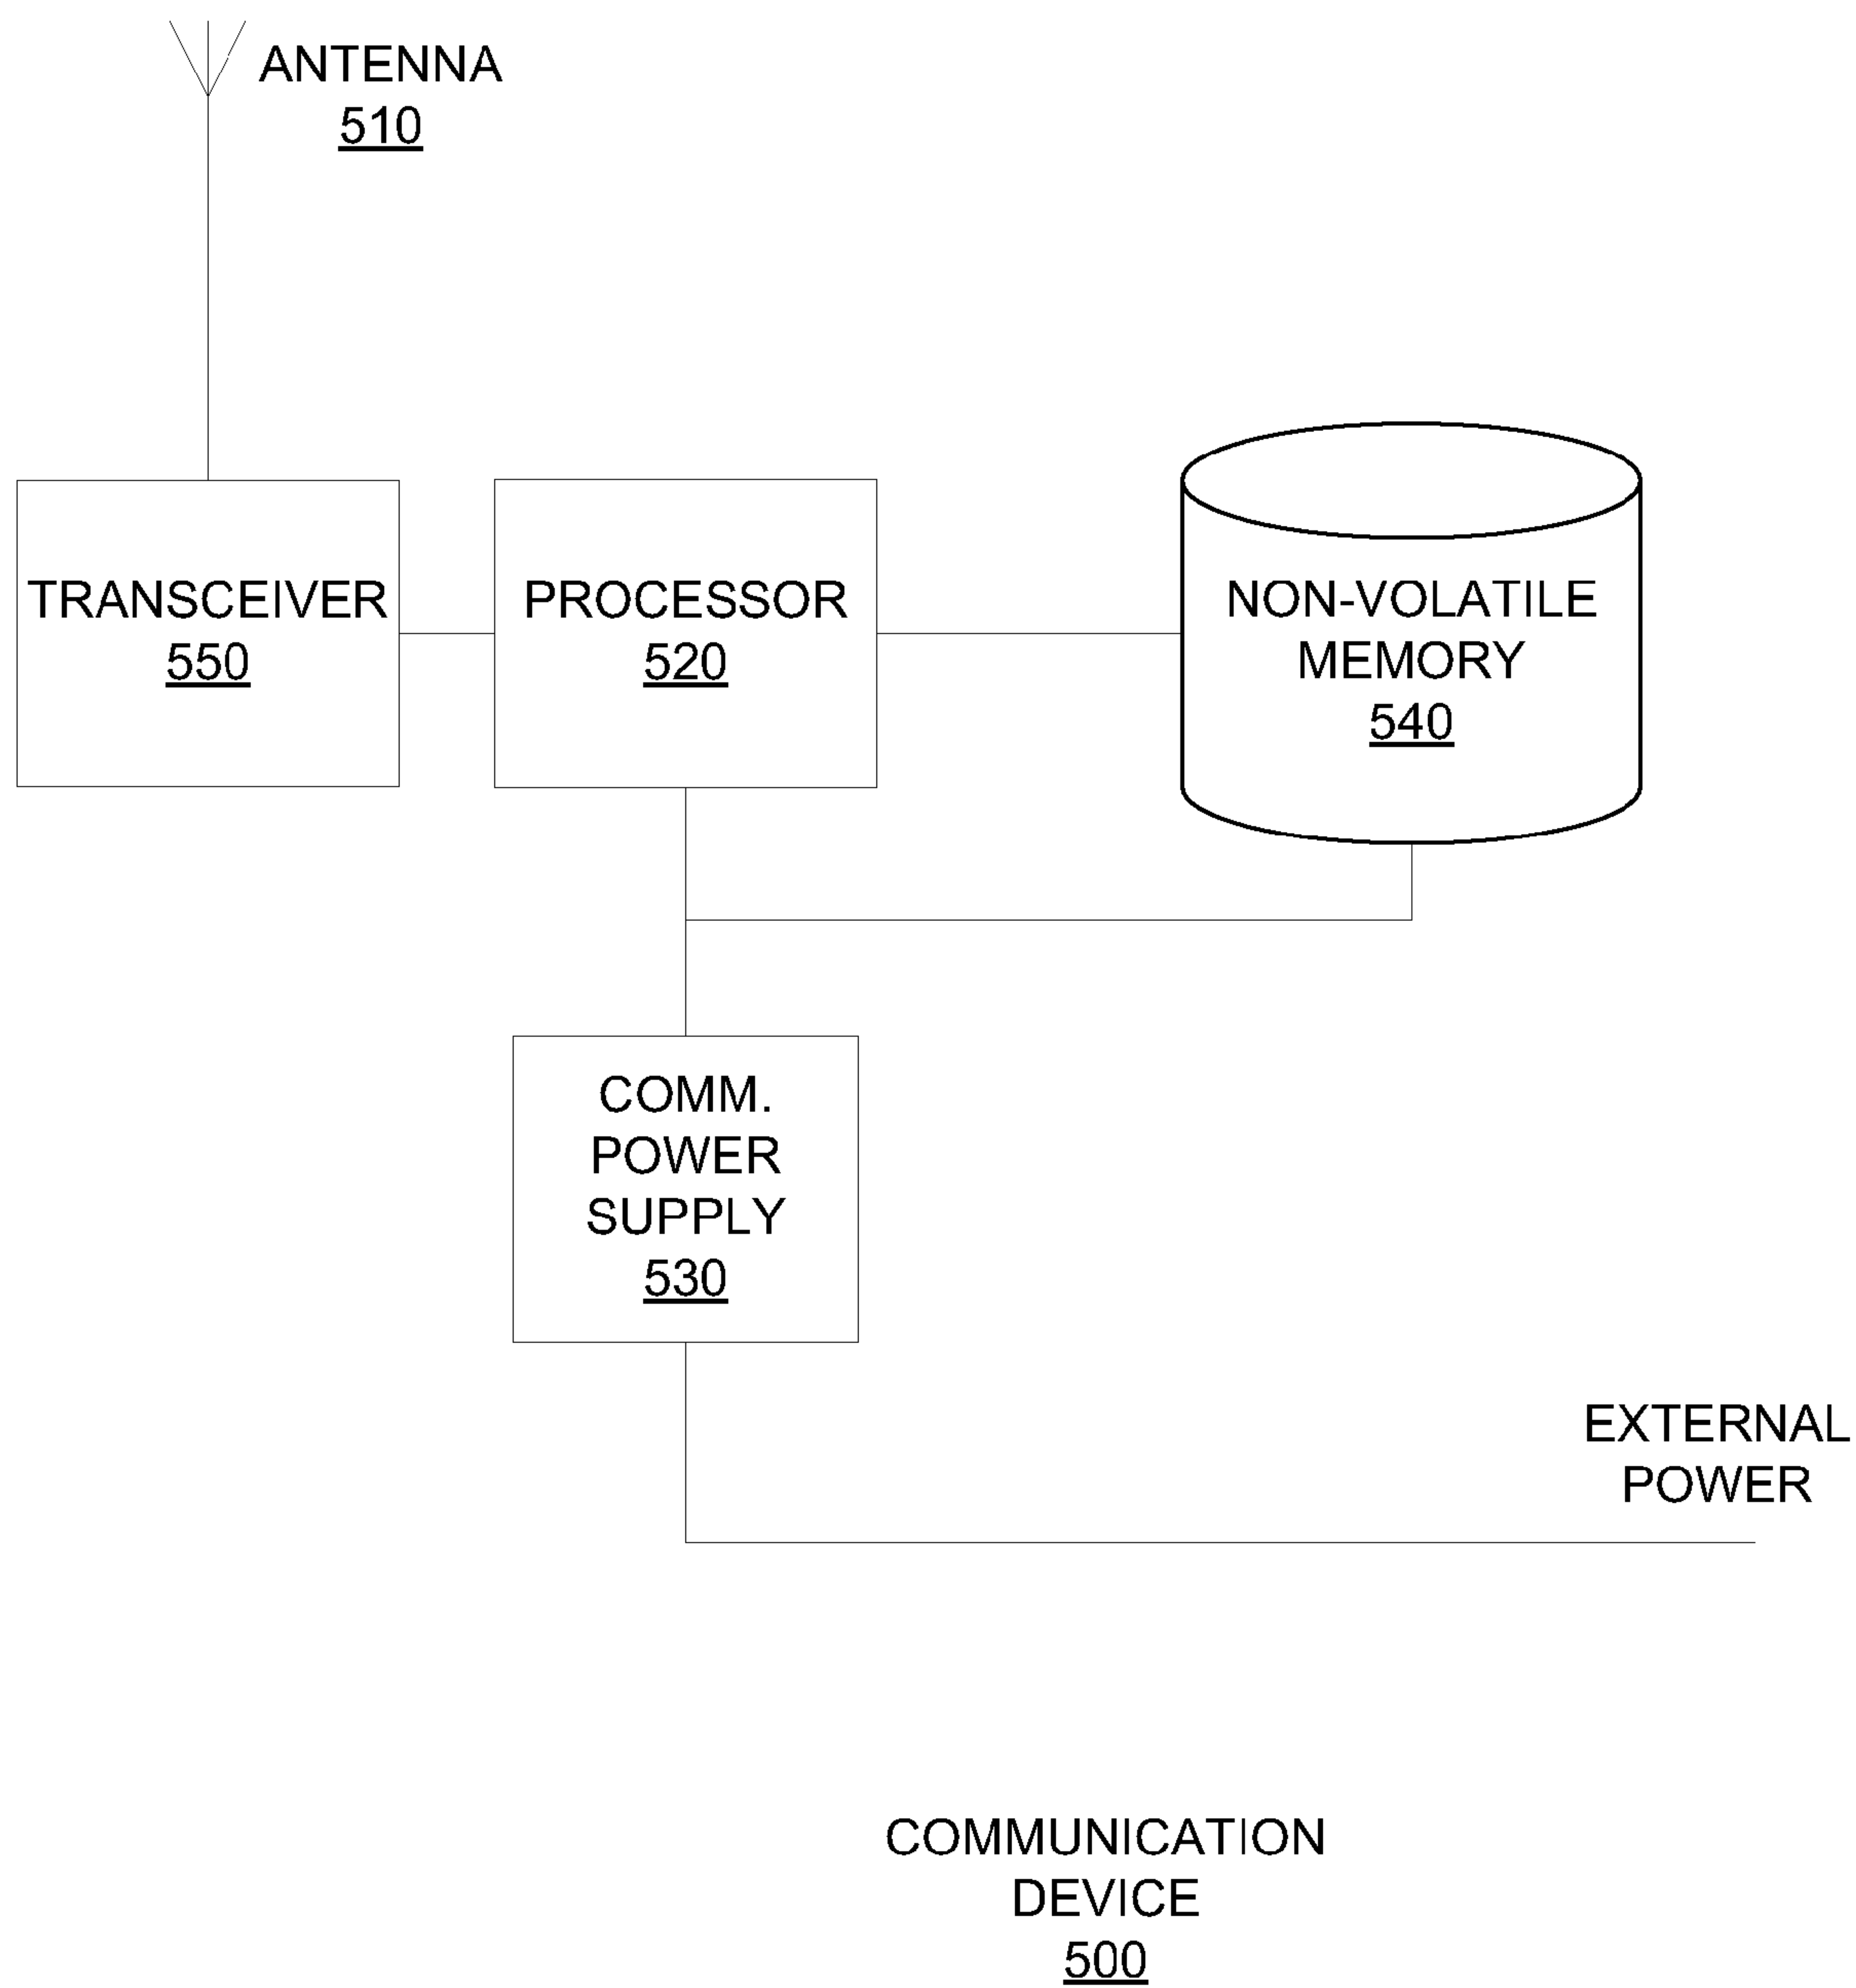 ANTENNA
510
TRANSCEIVER
550
PROCESSOR
520
NON-VOLATILE
MEMORY
540
COMM.
POWER
SUPPLY
530
EXTERNAL
POWER
COMMUNICATION
DEVICE
500